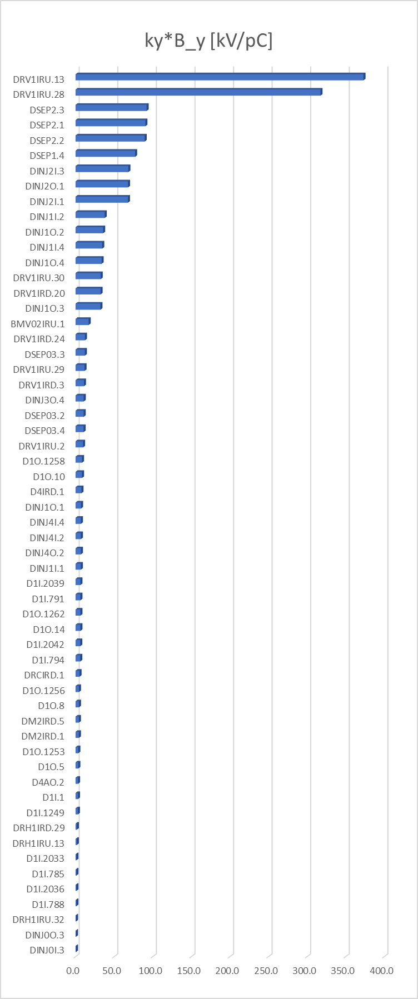 ky*B_y [kV/pC]
DRV1IRU.13
DRV1IRU.28
DSEP2.3
DSEP2.1
DSEP2.2
DSEP1.4
DINJ2I.3
DINJ2O.1
DINJ2I.1
DINJ1I.2
DINJ1O.2
DINJ1I.4
DINJ1O.4
DRV1IRU.30
DRV1IRD.20
DINJ1O.3
BMV02IRU.1
DRV1IRD.24
DSEP03.3
DRV1IRU.29
DRV1IRD.3
DINJ3O.4
DSEP03.2
DSEP03.4
DRV1IRU.2
D1O.1258
D1O.10
D4IRD.1
DINJ1O.1
DINJ4I.4
DINJ4I.2
DINJ4O.2
DINJ1I.1
D1I.2039
D1I.791
D1O.1262
D1O.14
D1I.2042
D1I.794
DRCIRD.1
D1O.1256
D1O.8
DM2IRD.5
DM2IRD.1
D1O.1253
D1O.5
D4AO.2
D1I.1
D1I.1249
DRH1IRD.29
DRH1IRU.13
D1I.2033
D1I.785
D1I.2036
D1I.788
DRH1IRU.32
DINJ0O.3
DINJ0I.3
0.0 50.0 100.0 150.0 200.0 250.0 300.0 350.0 400.0